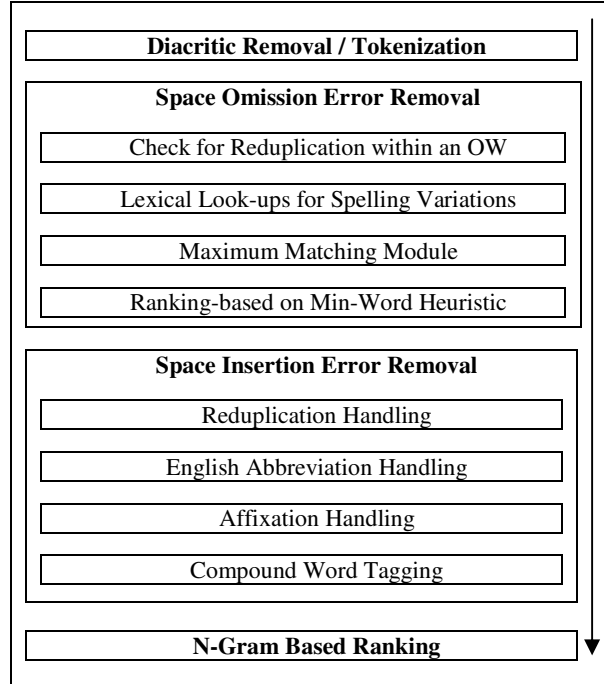 Diacritic Removal / Tokenization
Space Omission Error Removal
Check for Reduplication within an OW
Lexical Look-ups for Spelling Variations
Maximum Matching Module
Ranking-based on Min-Word Heuristic
Space Insertion Error Removal
Reduplication Handling
English Abbreviation Handling
Affixation Handling
Compound Word Tagging
N-Gram Based Ranking